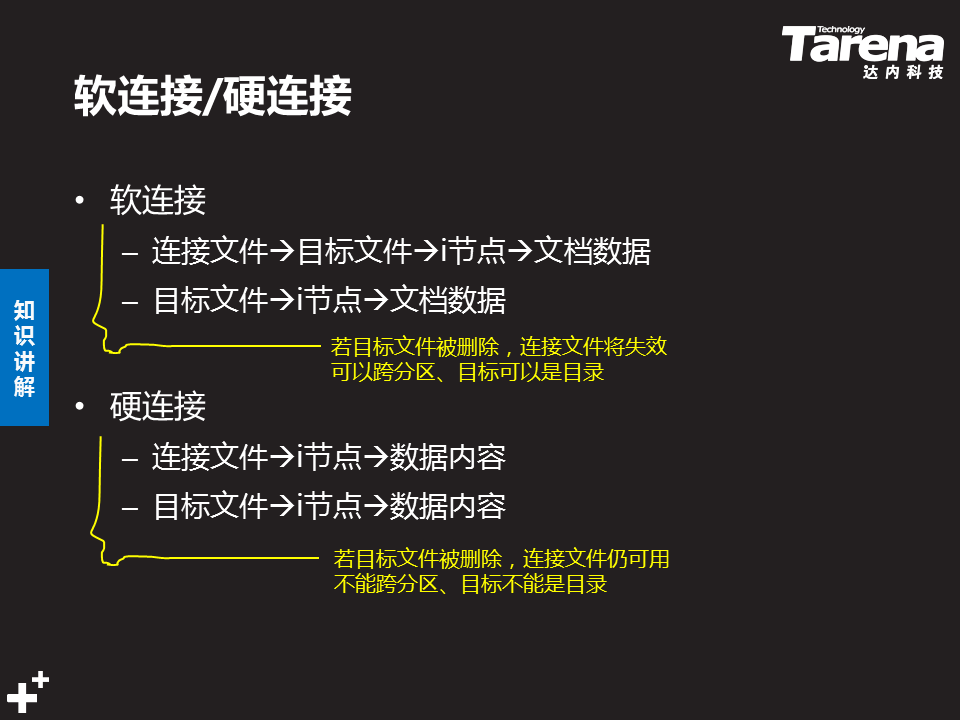 Technology
Tarena
达内科技
软连接/硬连接
• 软连接
– 连接文件→目标文件→i节点→文档数据
– 目标文件→i节点→文档数据
若目标文件被删除，连接文件将失效
可以跨分区、目标可以是目录
知识讲解
• 硬连接
– 连接文件→i节点→数据内容
– 目标文件→i节点→数据内容
若目标文件被删除，连接文件仍可用
不能跨分区、目标不能是目录